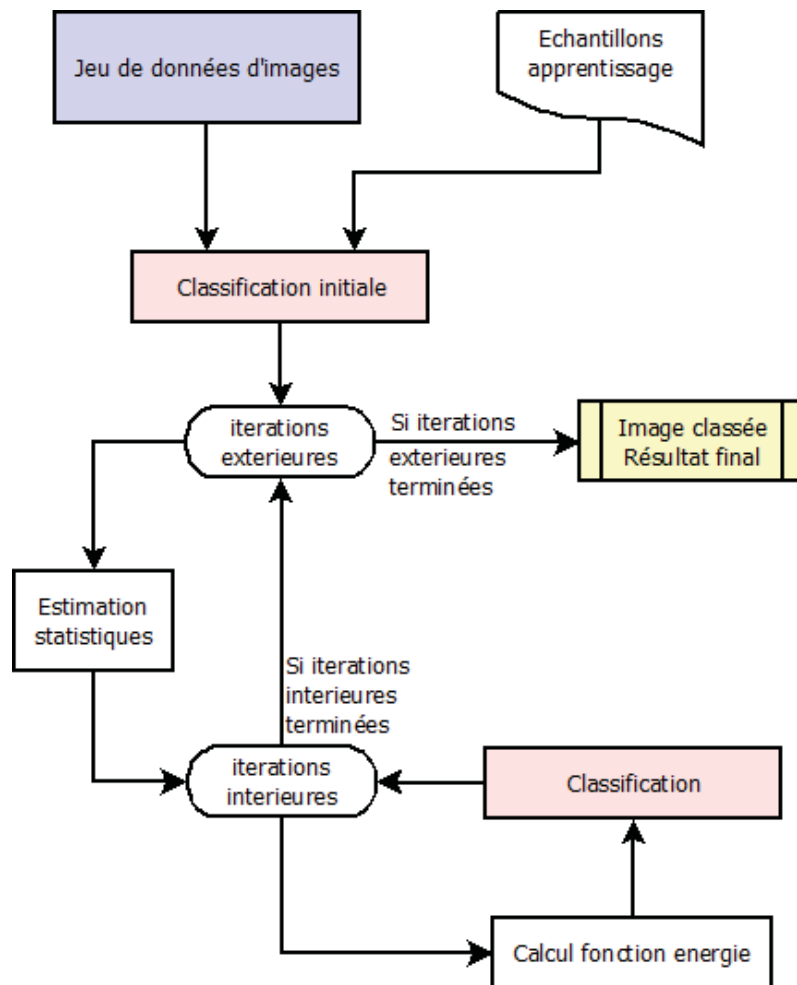 Jeu de données d'images
Echantillons
apprentissage
Classification initiale
iterations
exterieures
Si iterations
exterieures
terminées
Image classée
Résultat final
Estimation
statistiques
Si iterations
interieures
terminées
iterations
interieures
Classification
Calcul fonction energie